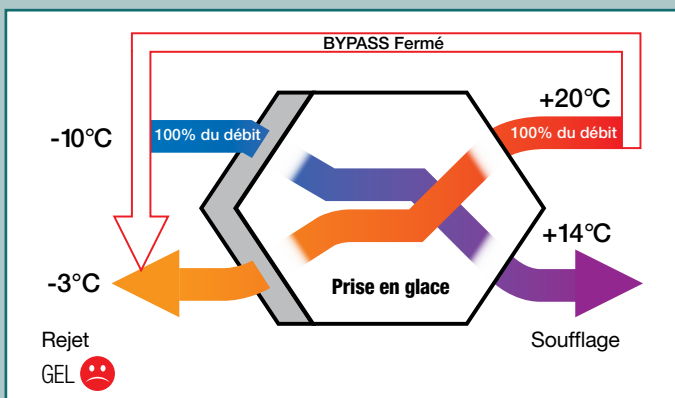 BYPASS Fermé
+20°C
-10°C
100% du débit
100% du débit
+14°C
-3°C
Prise en glace
Rejet
Soufflage
GEL